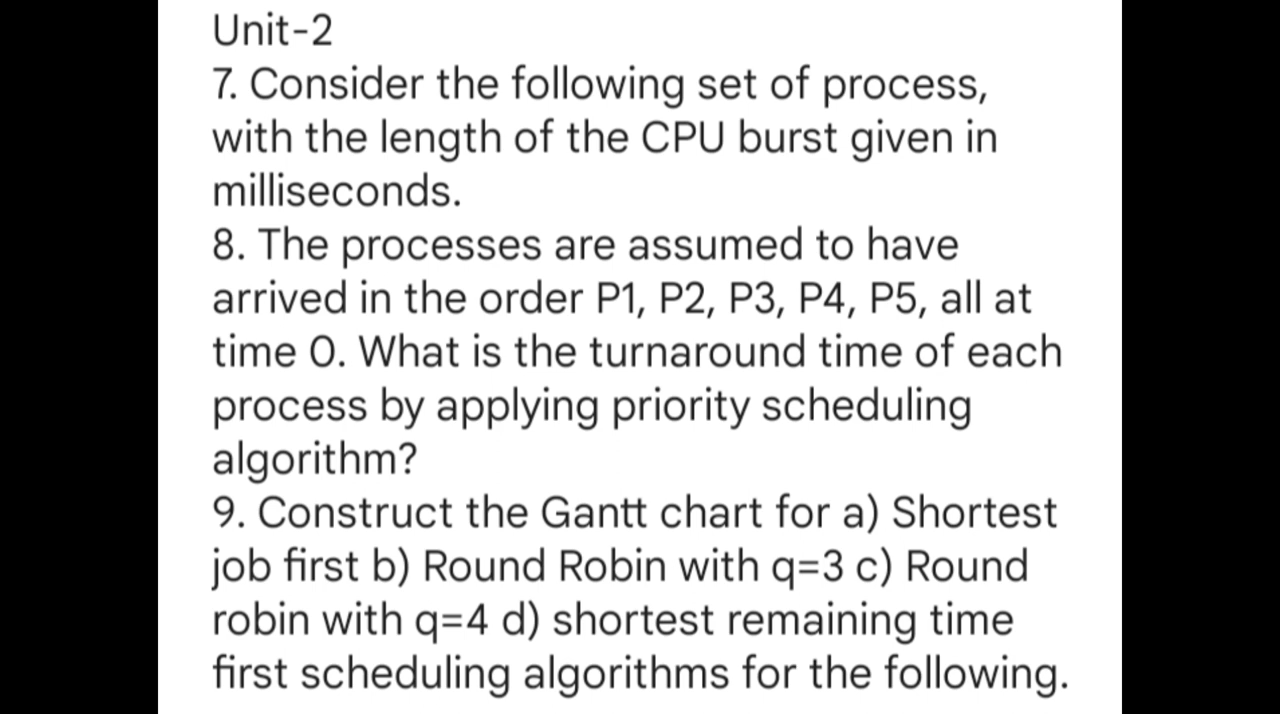 Unit-2
7. Consider the following set of process,
with the length of the CPU burst given in
milliseconds.
8. The processes are assumed to have
arrived in the order P1, P2, P3, P4, P5, all at
time 0. What is the turnaround time of each
process by applying priority scheduling
algorithm?
9. Construct the Gantt chart for a) Shortest
job first b) Round Robin with q=3 c) Round
robin with q=4 d) shortest remaining time
first scheduling algorithms for the following.